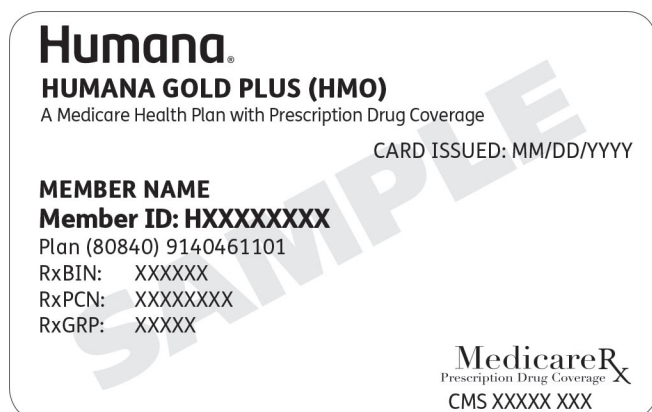 Humana®
HUMANA GOLD PLUS (HMO)
A Medicare Health Plan with Prescription Drug Coverage
CARD ISSUED: MM/DD/YYYY
SAMPLE
MEMBER NAME
Member ID: HXXXXXXXX
Plan (80840) 9140461101
RxBIN: XXXXXX
RxPCN: XXXXXXXX
RxGRP: XXXXX
MedicareRx
Prescription Drug Coverage
CMS XXXXX XXX